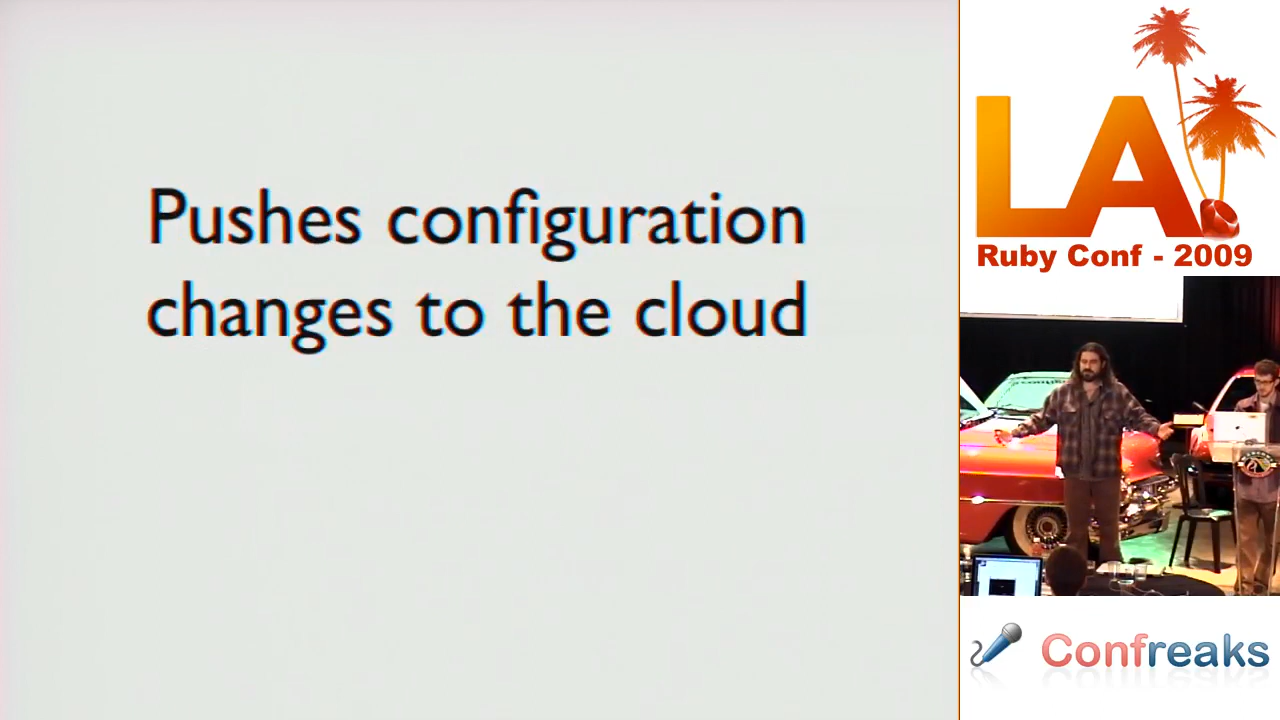 Pushes configuration
changes to the cloud
LA
Ruby Conf - 2009
Confreaks